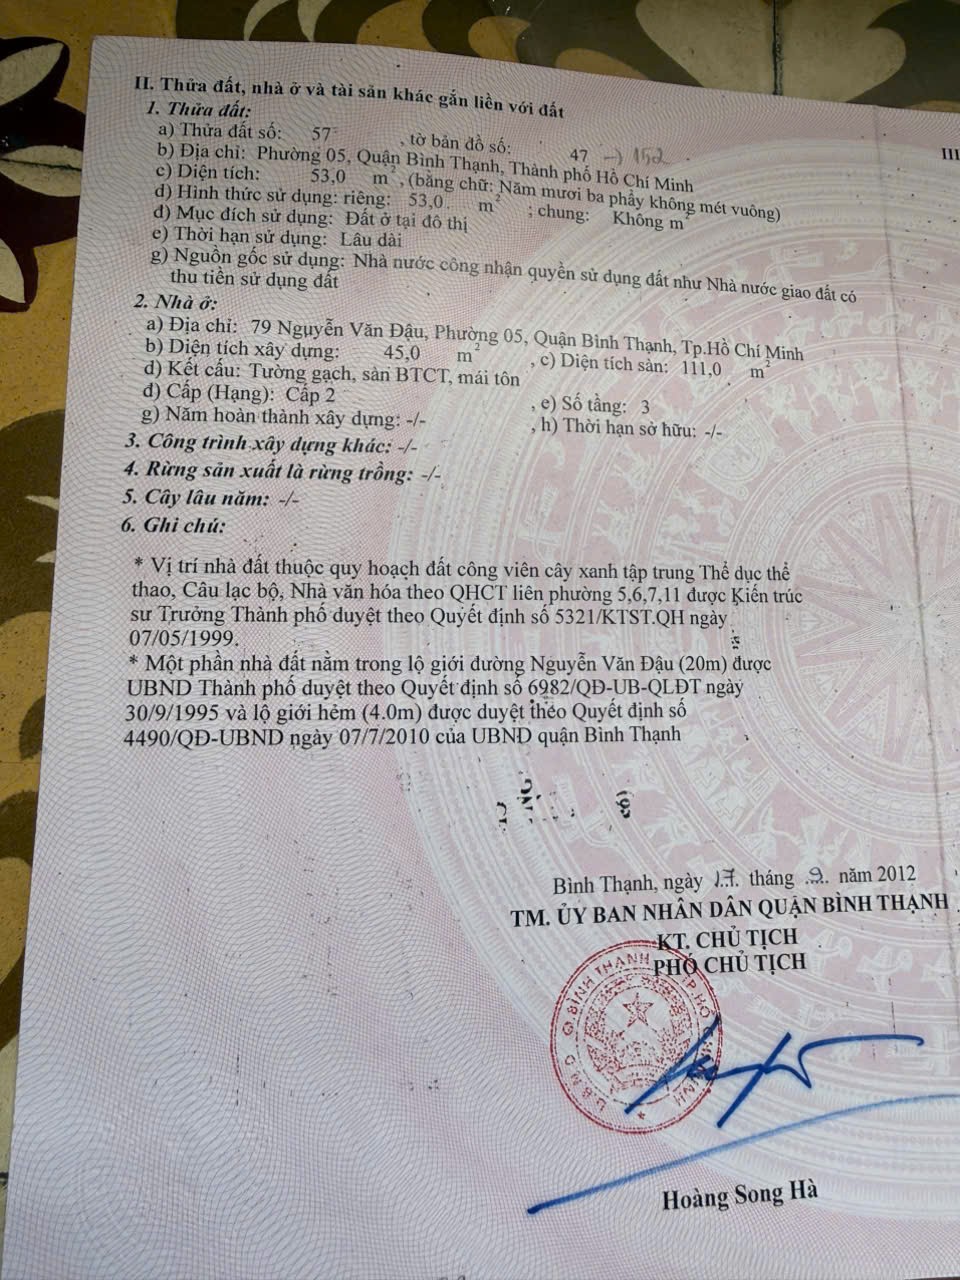 II. Thửa đất, nhà ở và tài sản khác gắn liền với đất
1. Thửa đất:
a) Thửa đất số: 57 , tờ bản đồ số: 47 → 152
b) Địa chỉ: Phường 05, Quận Bình Thạnh, Thành phố Hồ Chí Minh
c) Diện tích: 53,0 m², (bằng chữ: Năm mươi ba phẩy không mét vuông)
d) Hình thức sử dụng: riêng: 53,0 m² ; chung: Không m²
đ) Mục đích sử dụng: Đất ở tại đô thị
e) Thời hạn sử dụng: Lâu dài
g) Nguồn gốc sử dụng: Nhà nước công nhận quyền sử dụng đất như Nhà nước giao đất có
thu tiền sử dụng đất
2. Nhà ở:
a) Địa chỉ: 79 Nguyễn Văn Đậu, Phường 05, Quận Bình Thạnh, Tp.Hồ Chí Minh
b) Diện tích xây dựng: 45,0 m² , c) Diện tích sàn: 111,0 m²
d) Kết cấu: Tường gạch, sàn BTCT, mái tôn
đ) Cấp (Hạng): Cấp 2 , e) Số tầng: 3
g) Năm hoàn thành xây dựng: -/- , h) Thời hạn sở hữu: -/-
3. Công trình xây dựng khác: -/-
4. Rừng sản xuất là rừng trồng: -/-
5. Cây lâu năm: -/-
6. Ghi chú:
* Vị trí nhà đất thuộc quy hoạch đất công viên cây xanh tập trung Thể dục thể
thao, Câu lạc bộ, Nhà văn hóa theo QHCT liên phường 5,6,7,11 được Kiến trúc
sư Trưởng Thành phố duyệt theo Quyết định số 5321/KTST.QH ngày
07/05/1999.
* Một phần nhà đất nằm trong lộ giới đường Nguyễn Văn Đậu (20m) được
UBND Thành phố duyệt theo Quyết định số 6982/QĐ-UB-QLĐT ngày
30/9/1995 và lộ giới hẻm (4.0m) được duyệt theo Quyết định số
4490/QĐ-UBND ngày 07/7/2010 của UBND quận Bình Thạnh
III
Bình Thạnh, ngày 17 tháng 9 năm 2012
TM. ỦY BAN NHÂN DÂN QUẬN BÌNH THẠNH
KT. CHỦ TỊCH
PHÓ CHỦ TỊCH
U.B.N.D Q BÌNH THẠNH TP.HỒ CHÍ MINH
Hoàng Song Hà